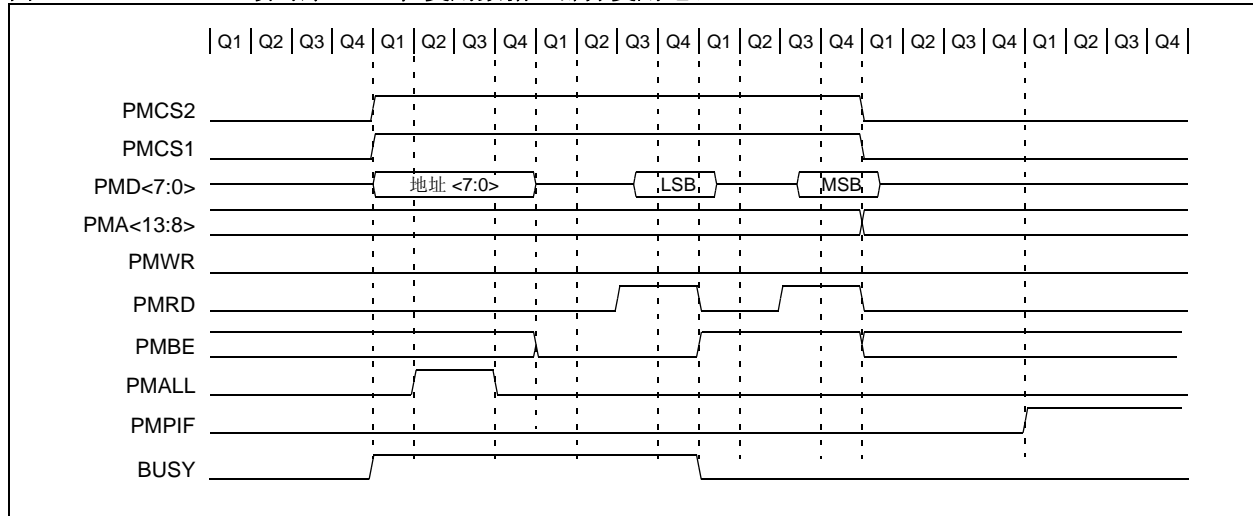 Q1 Q2 Q3 Q4 Q1 Q2 Q3 Q4 Q1 Q2 Q3 Q4 Q1 Q2 Q3 Q4 Q1 Q2 Q3 Q4 Q1 Q2 Q3 Q4
PMCS2
PMCS1
PMD<7:0> 地址 <7:0> LSB MSB
PMA<13:8>
PMWR
PMRD
PMBE
PMALL
PMPIF
BUSY